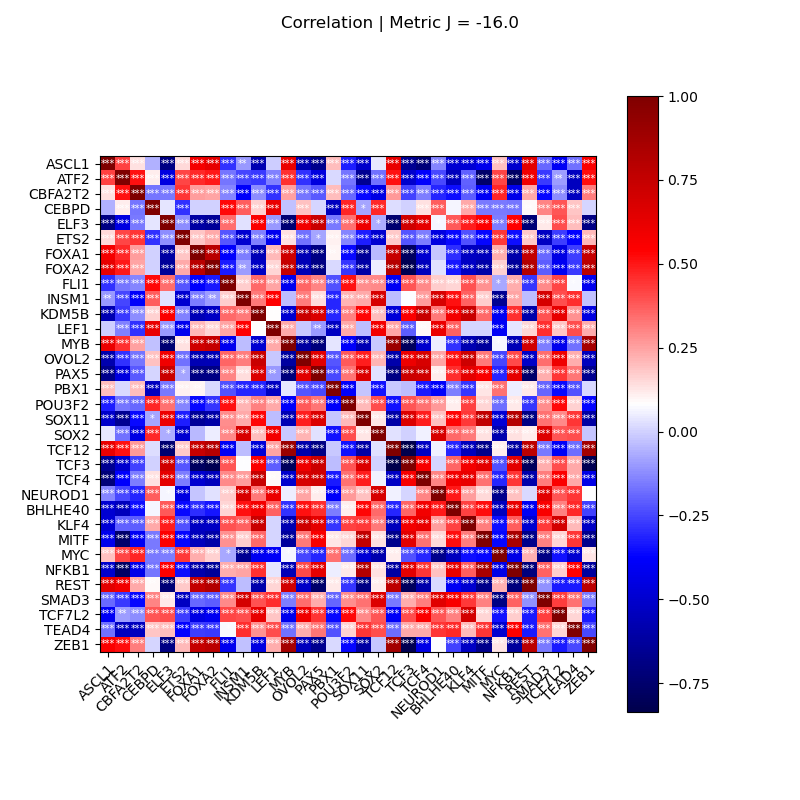 Correlation | Metric J = -16.0
ASCL1
ATF2
CBFA2T2
CEBPD
ELF3
ETS2
FOXA1
FOXA2
FLI1
INSM1
KDM5B
LEF1
MYB
OVOL2
PAX5
PBX1
POU3F2
SOX11
SOX2
TCF12
TCF3
TCF4
NEUROD1
BHLHE40
KLF4
MITF
MYC
NFKB1
REST
SMAD3
TCF7L2
TEAD4
ZEB1
ASCL1
ATF2
CBFA2T2
CEBPD
ELF3
ETS2
FOXA1
FOXA2
FLI1
INSM1
KDM5B
LEF1
MYB
OVOL2
PAX5
PBX1
POU3F2
SOX11
SOX2
TCF12
TCF3
TCF4
NEUROD1
BHLHE40
KLF4
MITF
MYC
NFKB1
REST
SMAD3
TCF7L2
TEAD4
ZEB1
1.00
0.75
0.50
0.25
0.00
−0.25
−0.50
−0.75